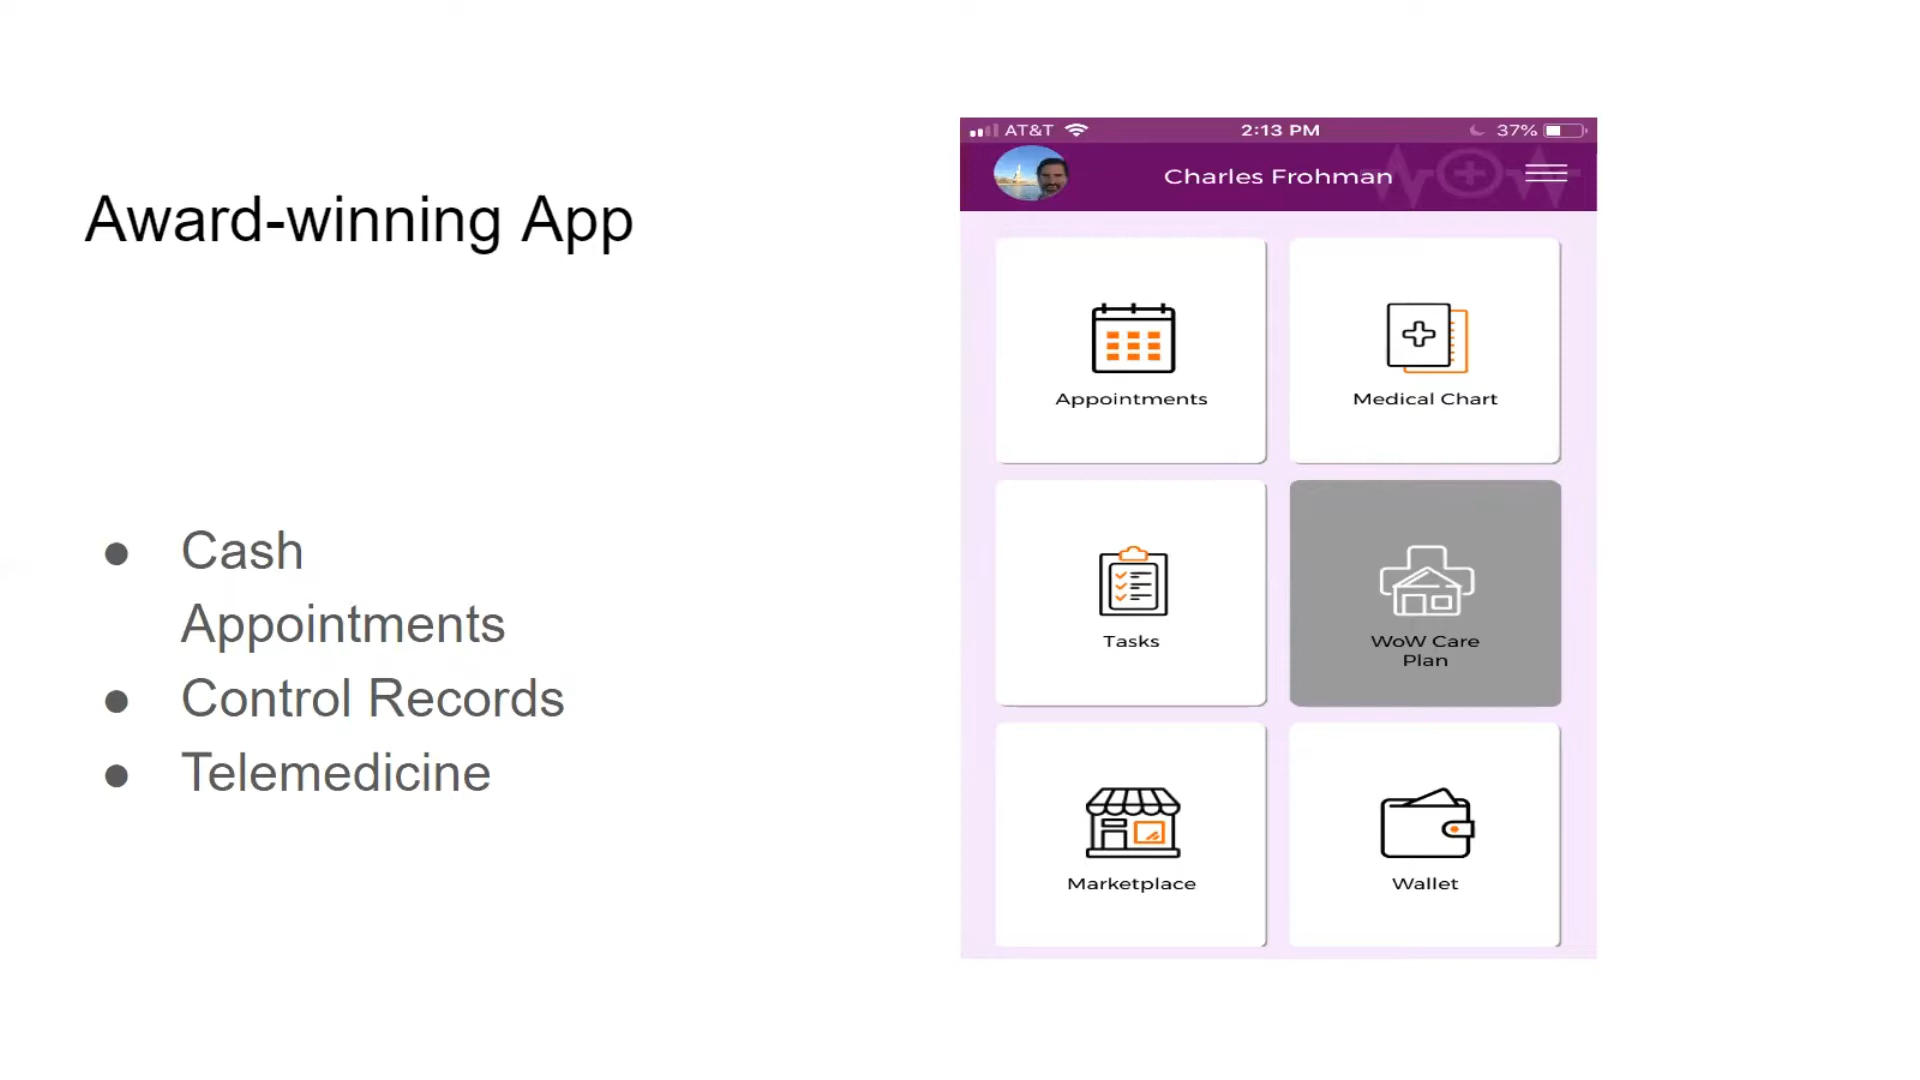 Award-winning App
● Cash
Appointments
● Control Records
● Telemedicine
AT&T 2:13 PM 37%
Charles Frohman
Appointments
Medical Chart
Tasks
WoW Care
Plan
Marketplace
Wallet